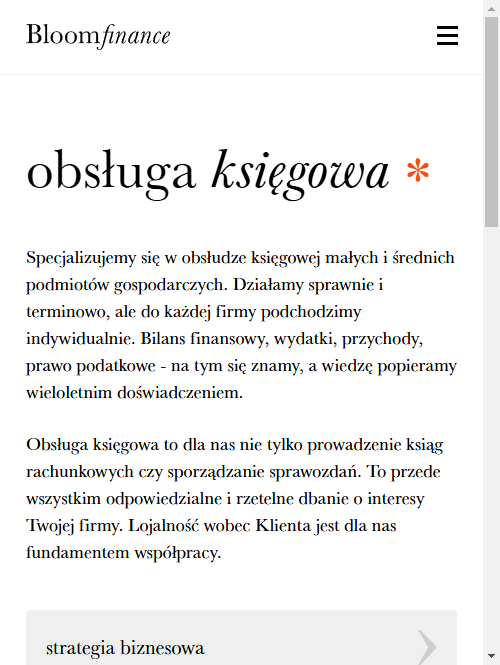 Bloomfinance
obsługa księgowa *
Specjalizujemy się w obsłudze księgowej małych i średnich
podmiotów gospodarczych. Działamy sprawnie i
terminowo, ale do każdej firmy podchodzimy
indywidualnie. Bilans finansowy, wydatki, przychody,
prawo podatkowe - na tym się znamy, a wiedzę popieramy
wieloletnim doświadczeniem.
Obsługa księgowa to dla nas nie tylko prowadzenie ksiąg
rachunkowych czy sporządzanie sprawozdań. To przede
wszystkim odpowiedzialne i rzetelne dbanie o interesy
Twojej firmy. Lojalność wobec Klienta jest dla nas
fundamentem współpracy.
strategia biznesowa